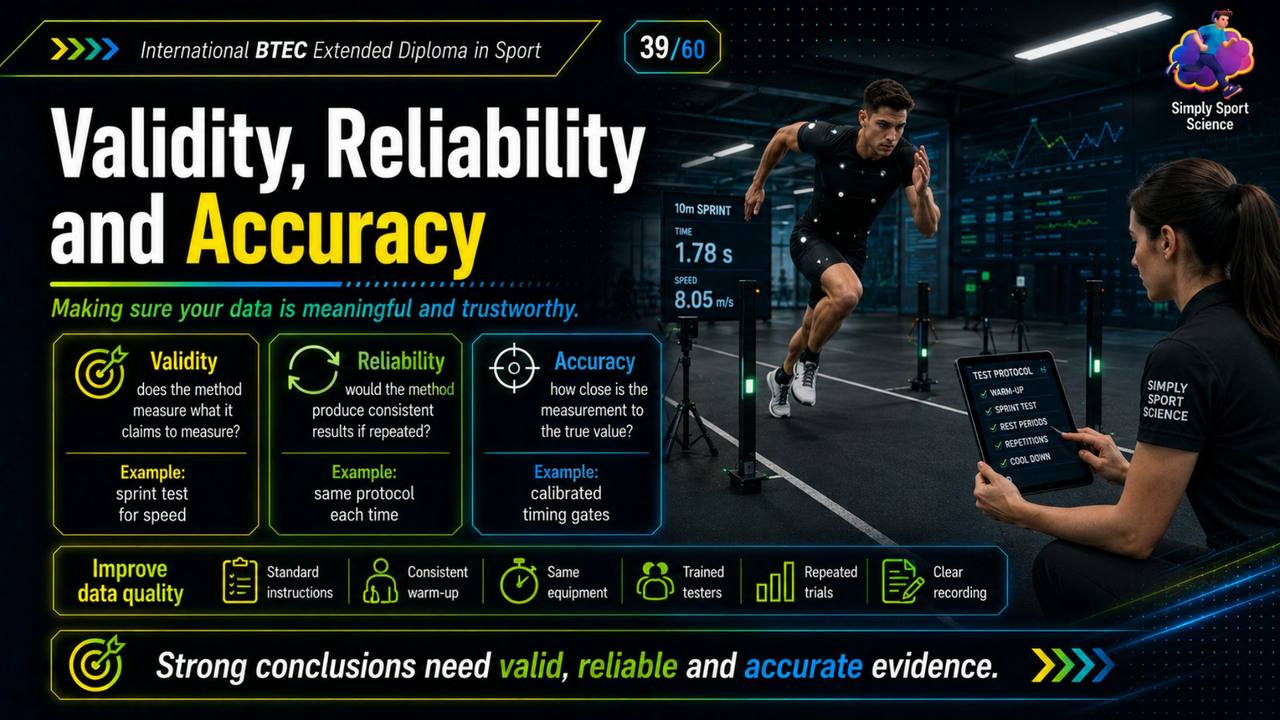 International BTEC Extended Diploma in Sport
39/60
Simply Sport
Science
Validity, Reliability
and Accuracy
Making sure your data is meaningful and trustworthy.
Validity
does the method
measure what it
claims to measure?
Example:
sprint test
for speed
Reliability
would the method
produce consistent
results if repeated?
Example:
same protocol
each time
Accuracy
how close is the
measurement to
the true value?
Example:
calibrated
timing gates
10m SPRINT
TIME
1.78 s
SPEED
8.05 m/s
TEST PROTOCOL
WARM-UP
SPRINT TEST
REST PERIODS
REPETITIONS
COOL DOWN
SIMPLY
SPORT
SCIENCE
Improve
data quality
Standard
instructions
Consistent
warm-up
Same
equipment
Trained
testers
Repeated
trials
Clear
recording
Strong conclusions need valid, reliable and accurate evidence.